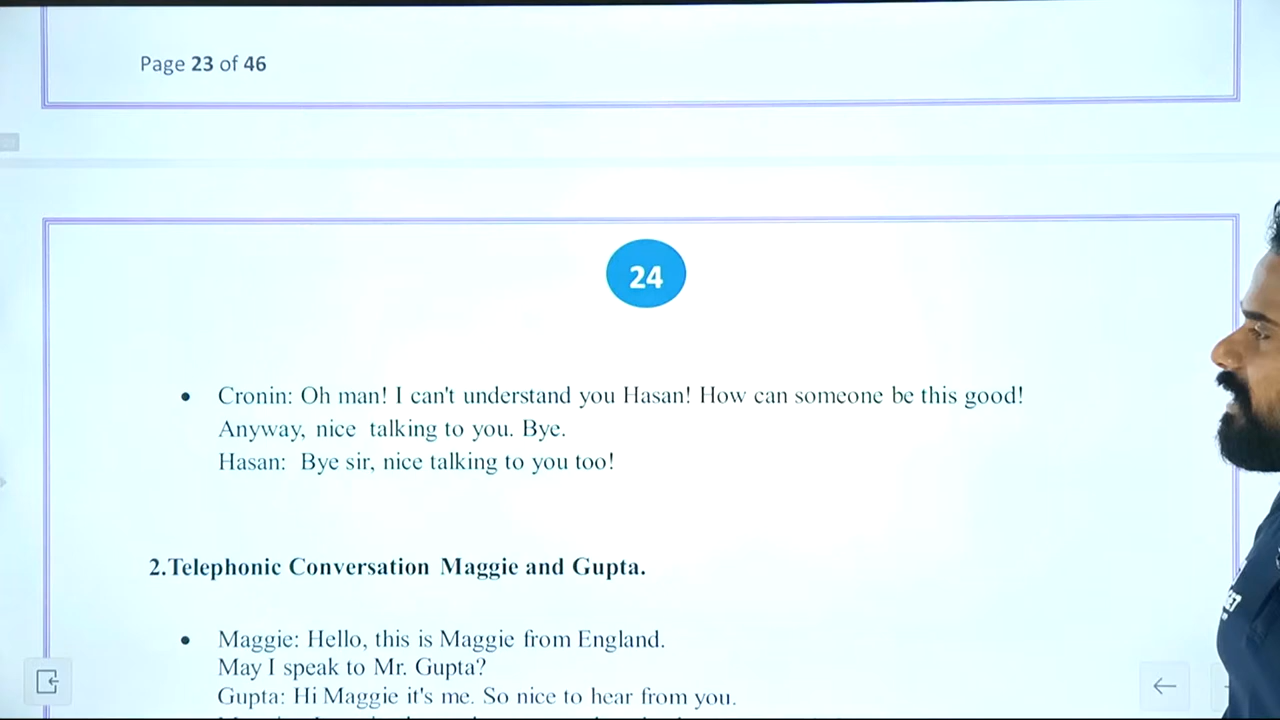 Page 23 of 46
24
• Cronin: Oh man! I can't understand you Hasan! How can someone be this good!
Anyway, nice talking to you. Bye.
Hasan: Bye sir, nice talking to you too!
2.Telephonic Conversation Maggie and Gupta.
• Maggie: Hello, this is Maggie from England.
May I speak to Mr. Gupta?
Gupta: Hi Maggie it's me. So nice to hear from you.